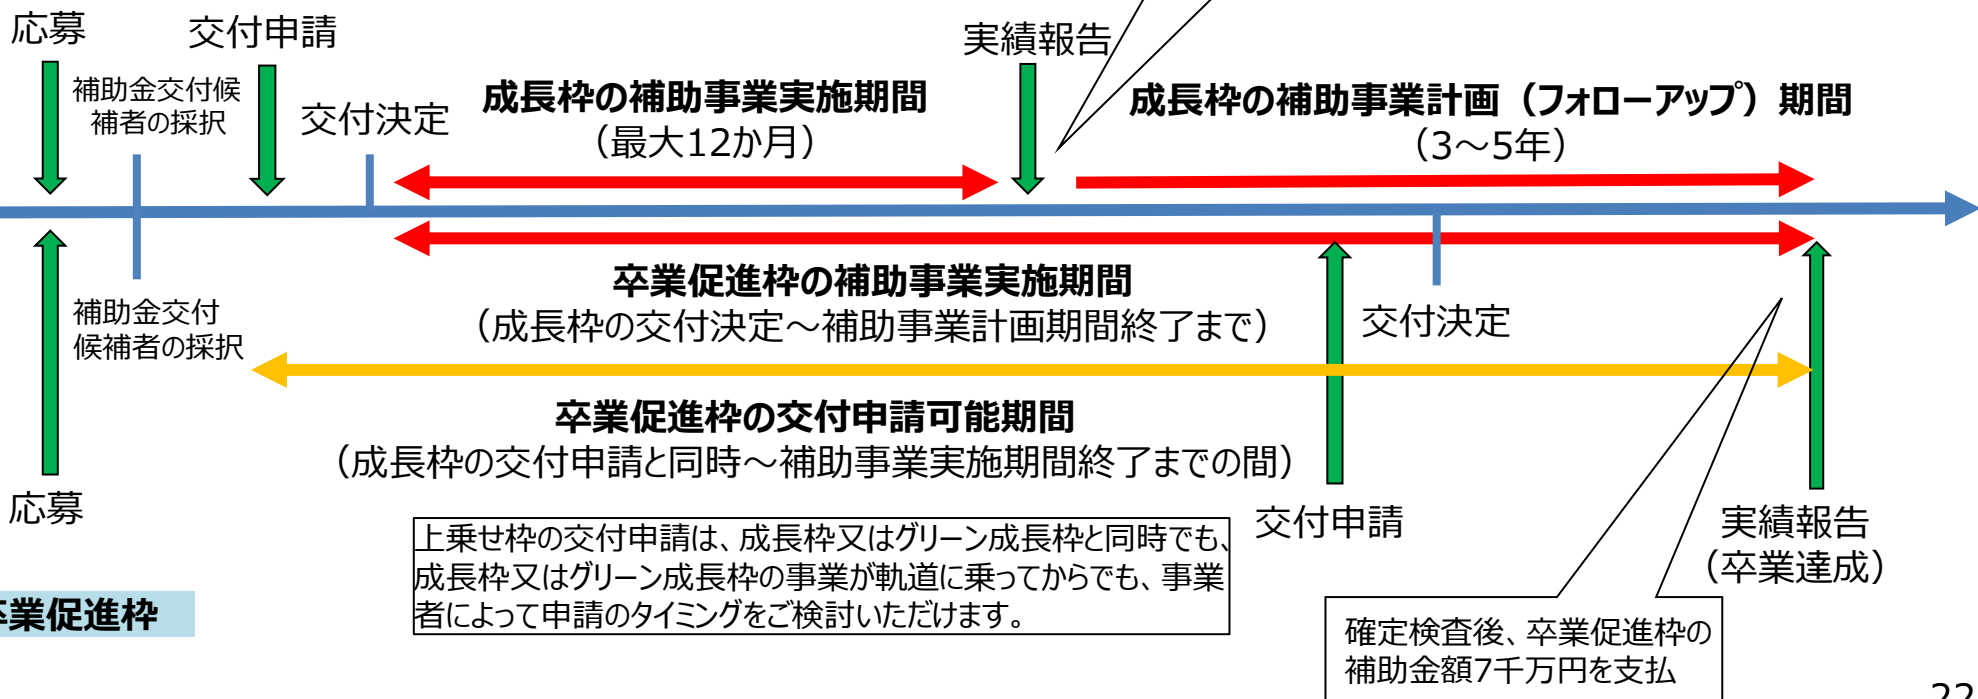 応募
交付申請
実績報告
補助金交付候
補者の採択
交付決定
成長枠の補助事業実施期間
（最大12か月）
成長枠の補助事業計画（フォローアップ）期間
（3～5年）
卒業促進枠の補助事業実施期間
（成長枠の交付決定～補助事業計画期間終了まで）
補助金交付
候補者の採択
交付決定
卒業促進枠の交付申請可能期間
（成長枠の交付申請と同時～補助事業実施期間終了までの間）
応募
交付申請
実績報告
（卒業達成）
上乗せ枠の交付申請は、成長枠又はグリーン成長枠と同時でも、
成長枠又はグリーン成長枠の事業が軌道に乗ってからでも、事業
者によって申請のタイミングをご検討いただけます。
卒業促進枠
確定検査後、卒業促進枠の
補助金額7千万円を支払
22